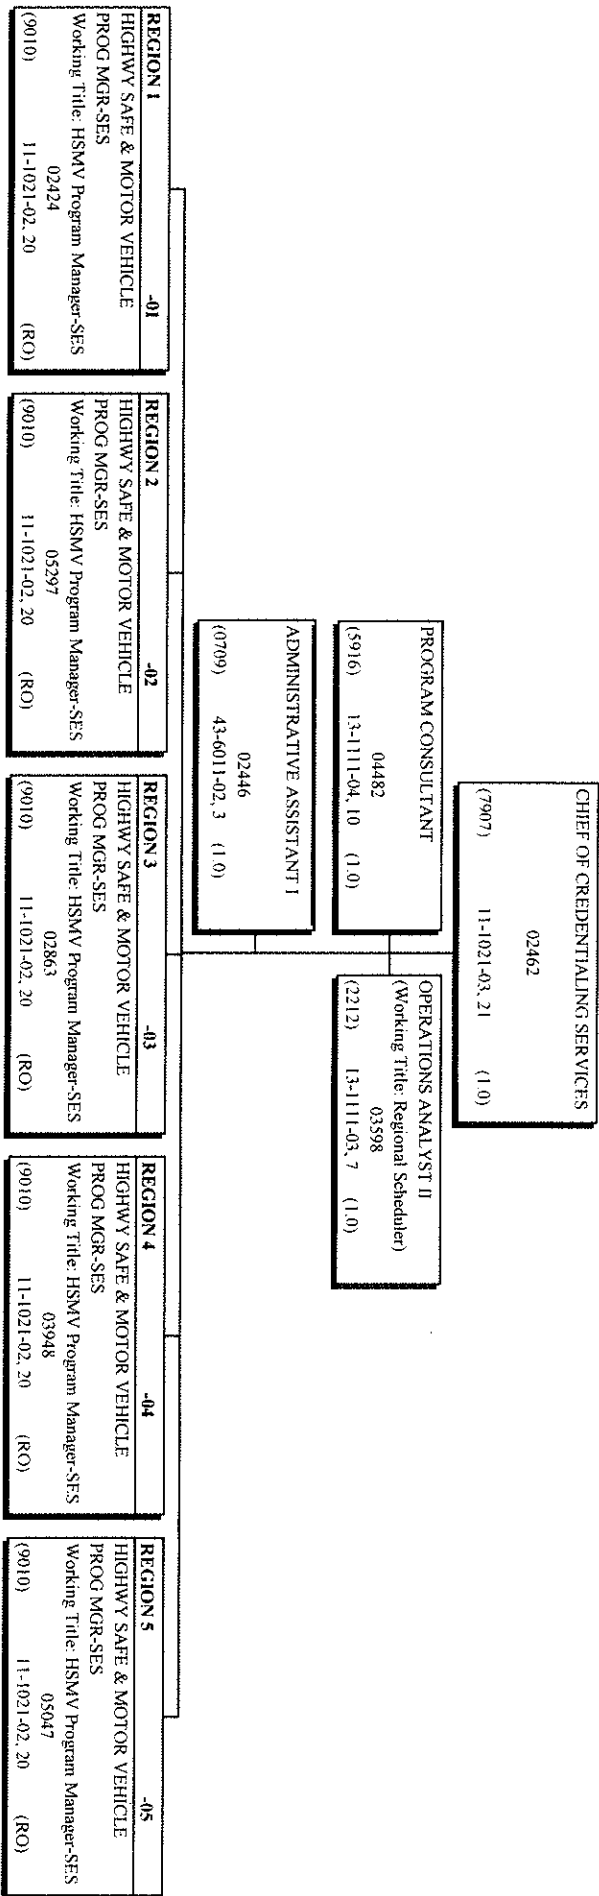 CHIEF OF CREDENTIALING SERVICES
02462
(7907) 11-1021-03, 21 (1.0)
PROGRAM CONSULTANT
04482
(5916) 13-1111-04, 10 (1.0)
OPERATIONS ANALYST II
(Working Title: Regional Scheduler)
03598
(2212) 13-1111-03, 7 (1.0)
ADMINISTRATIVE ASSISTANT I
02446
(0709) 43-6011-02, 3 (1.0)
REGION 1 -01
HIGHWY SAFE & MOTOR VEHICLE
PROG MGR-SES
Working Title: HSMV Program Manager-SES
02424
(9010) 11-1021-02, 20 (RO)
REGION 2 -02
HIGHWY SAFE & MOTOR VEHICLE
PROG MGR-SES
Working Title: HSMV Program Manager-SES
05297
(9010) 11-1021-02, 20 (RO)
REGION 3 -03
HIGHWY SAFE & MOTOR VEHICLE
PROG MGR-SES
Working Title: HSMV Program Manager-SES
02863
(9010) 11-1021-02, 20 (RO)
REGION 4 -04
HIGHWY SAFE & MOTOR VEHICLE
PROG MGR-SES
Working Title: HSMV Program Manager-SES
03948
(9010) 11-1021-02, 20 (RO)
REGION 5 -05
HIGHWY SAFE & MOTOR VEHICLE
PROG MGR-SES
Working Title: HSMV Program Manager-SES
05047
(9010) 11-1021-02, 20 (RO)